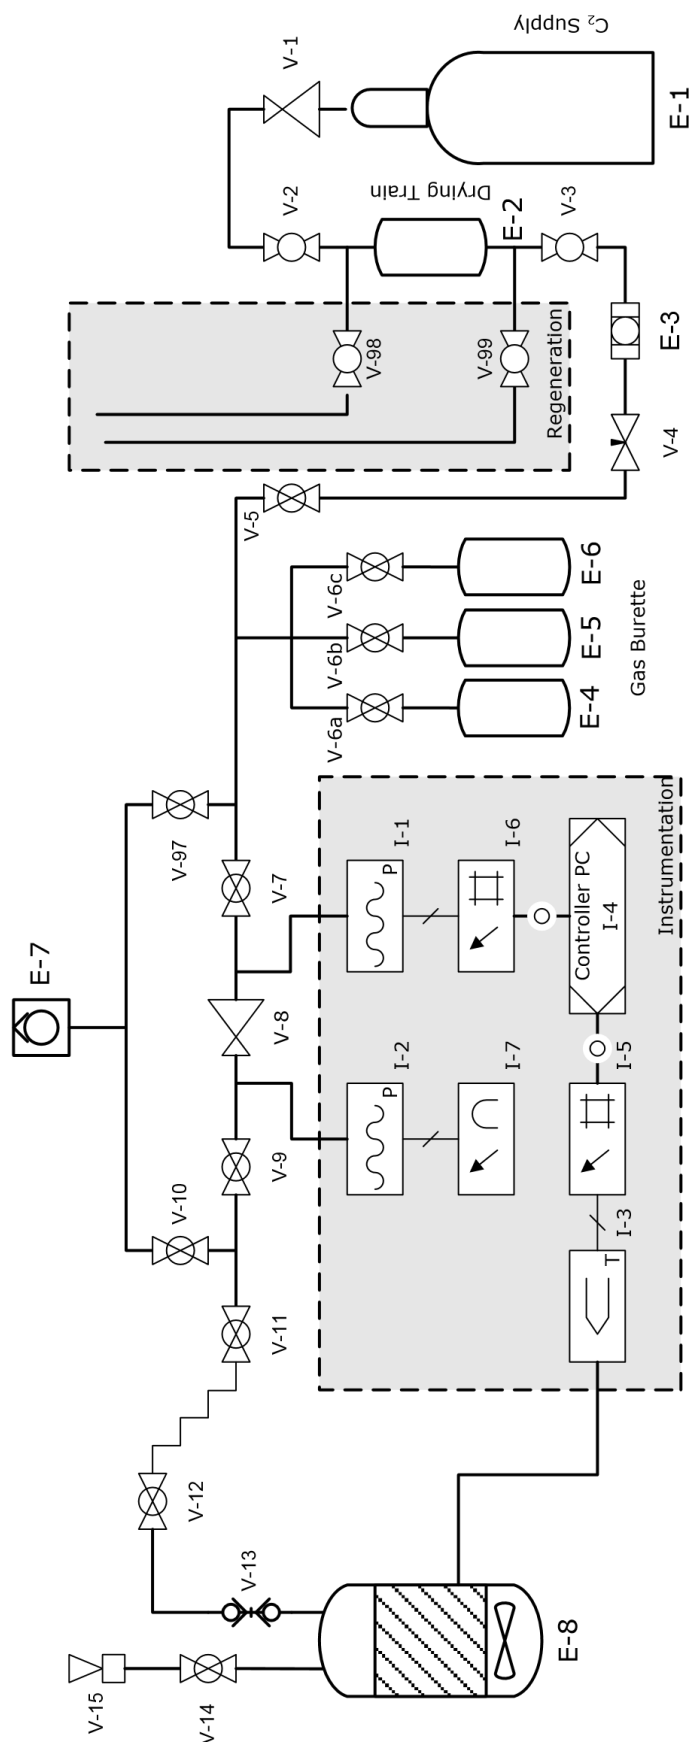 C₂ Supply
V-1
E-1
V-2
Drying Train
E-2
V-3
V-98
V-99
Regeneration
E-3
V-4
V-5
V-6c
E-6
V-6b
E-5
Gas Burette
V-6a
E-4
V-97
V-7
E-7
V-8
V-9
V-10
V-11
Instrumentation
P
I-1
I-6
Controller PC
I-4
P
I-2
I-7
I-5
I-3
T
V-12
V-13
V-14
V-15
E-8